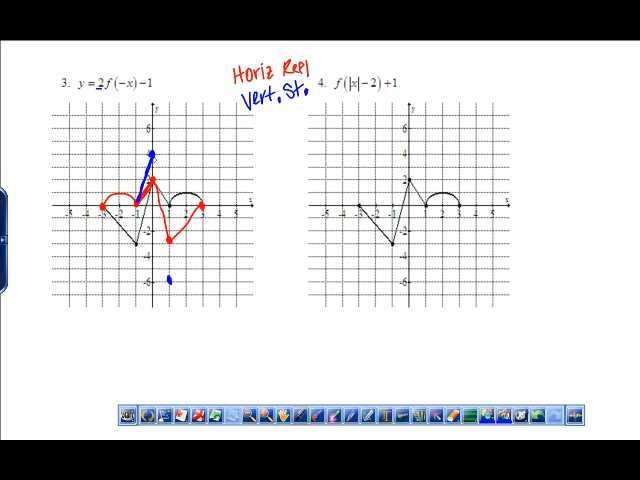 3. y = 2f(−x)−1
Horiz Refl
Vert. St.
4. f(|x|−2)+1
y
6
4
2
x
-5 -4 -3 -2 -1 1 2 3 4 5
-2
-4
-6
y
6
4
2
x
-5 -4 -3 -2 -1 1 2 3 4 5
-2
-4
-6